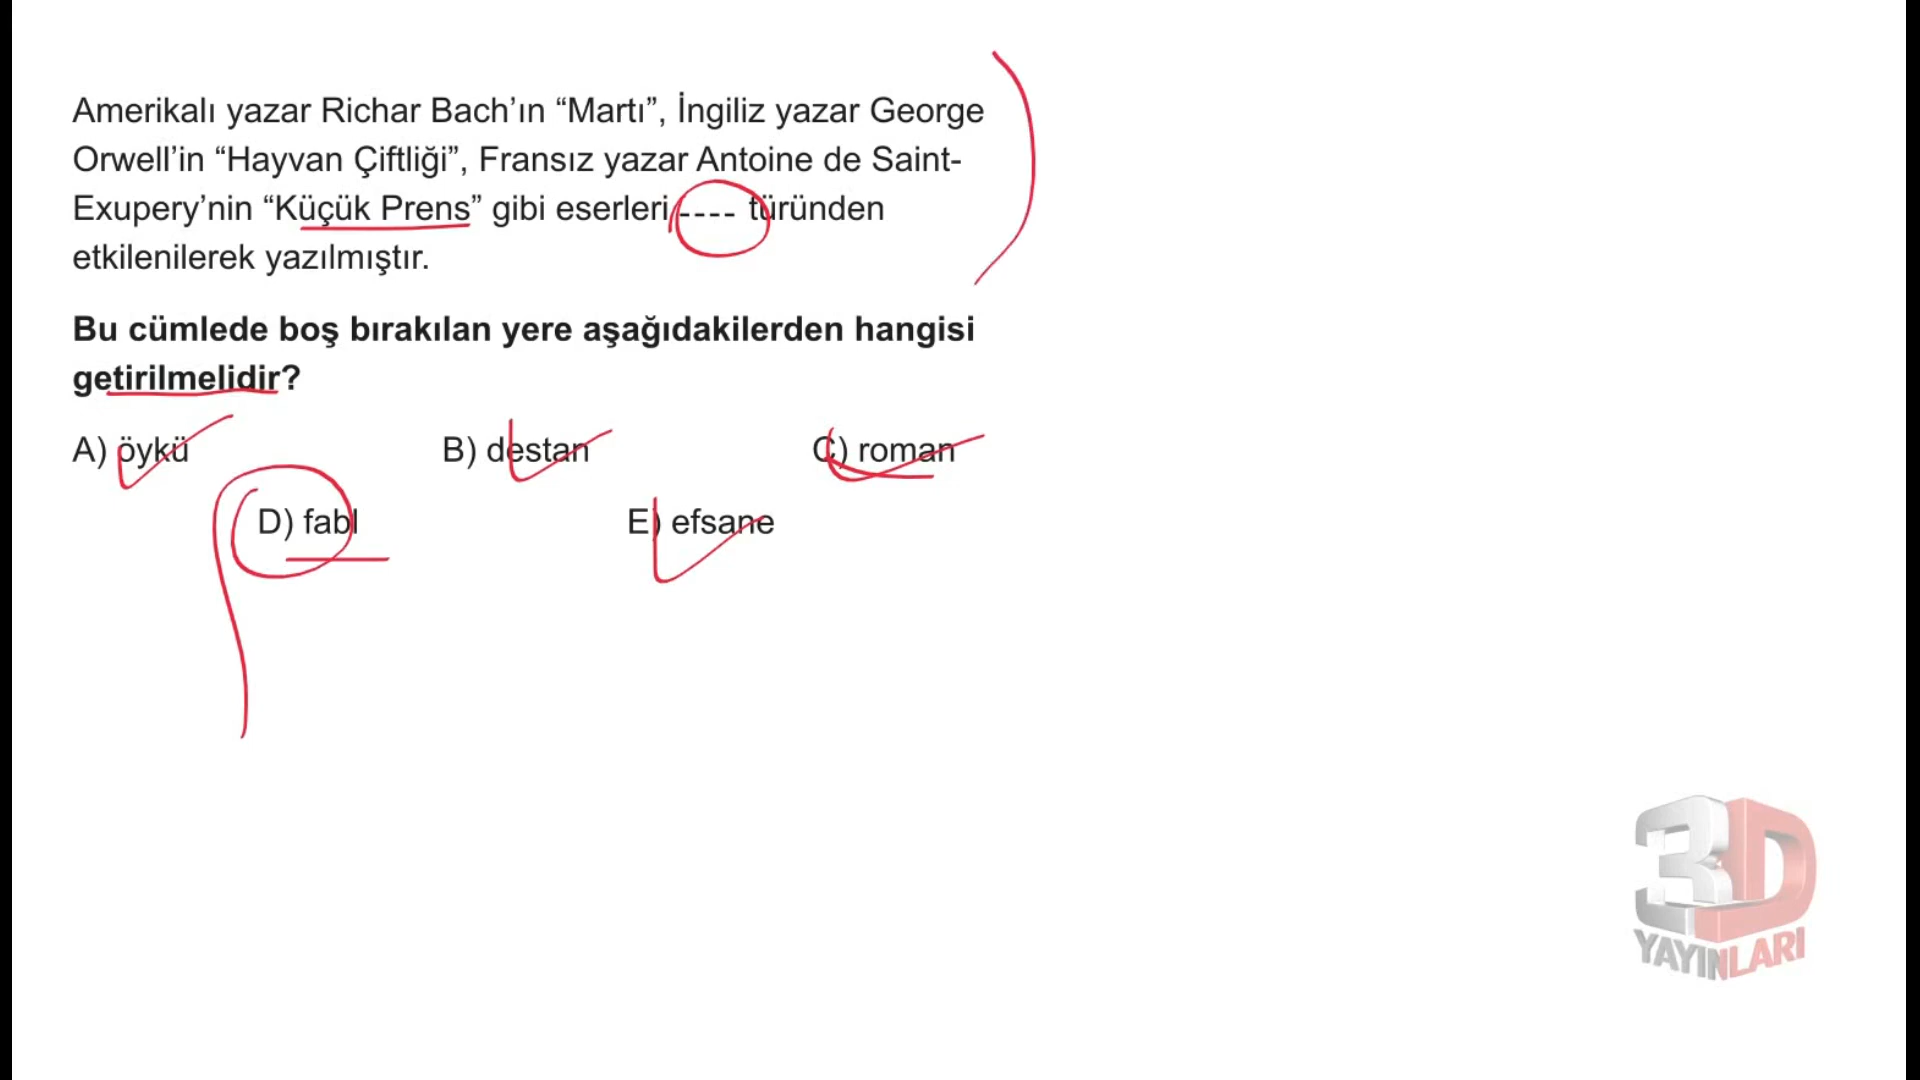 Amerikalı yazar Richar Bach’ın “Martı”, İngiliz yazar George
Orwell’in “Hayvan Çiftliği”, Fransız yazar Antoine de Saint-
Exupery’nin “Küçük Prens” gibi eserleri ---- türünden
etkilenilerek yazılmıştır.
Bu cümlede boş bırakılan yere aşağıdakilerden hangisi
getirilmelidir?
A) öykü B) destan C) roman
D) fabl E) efsane
3D
YAYINLARI